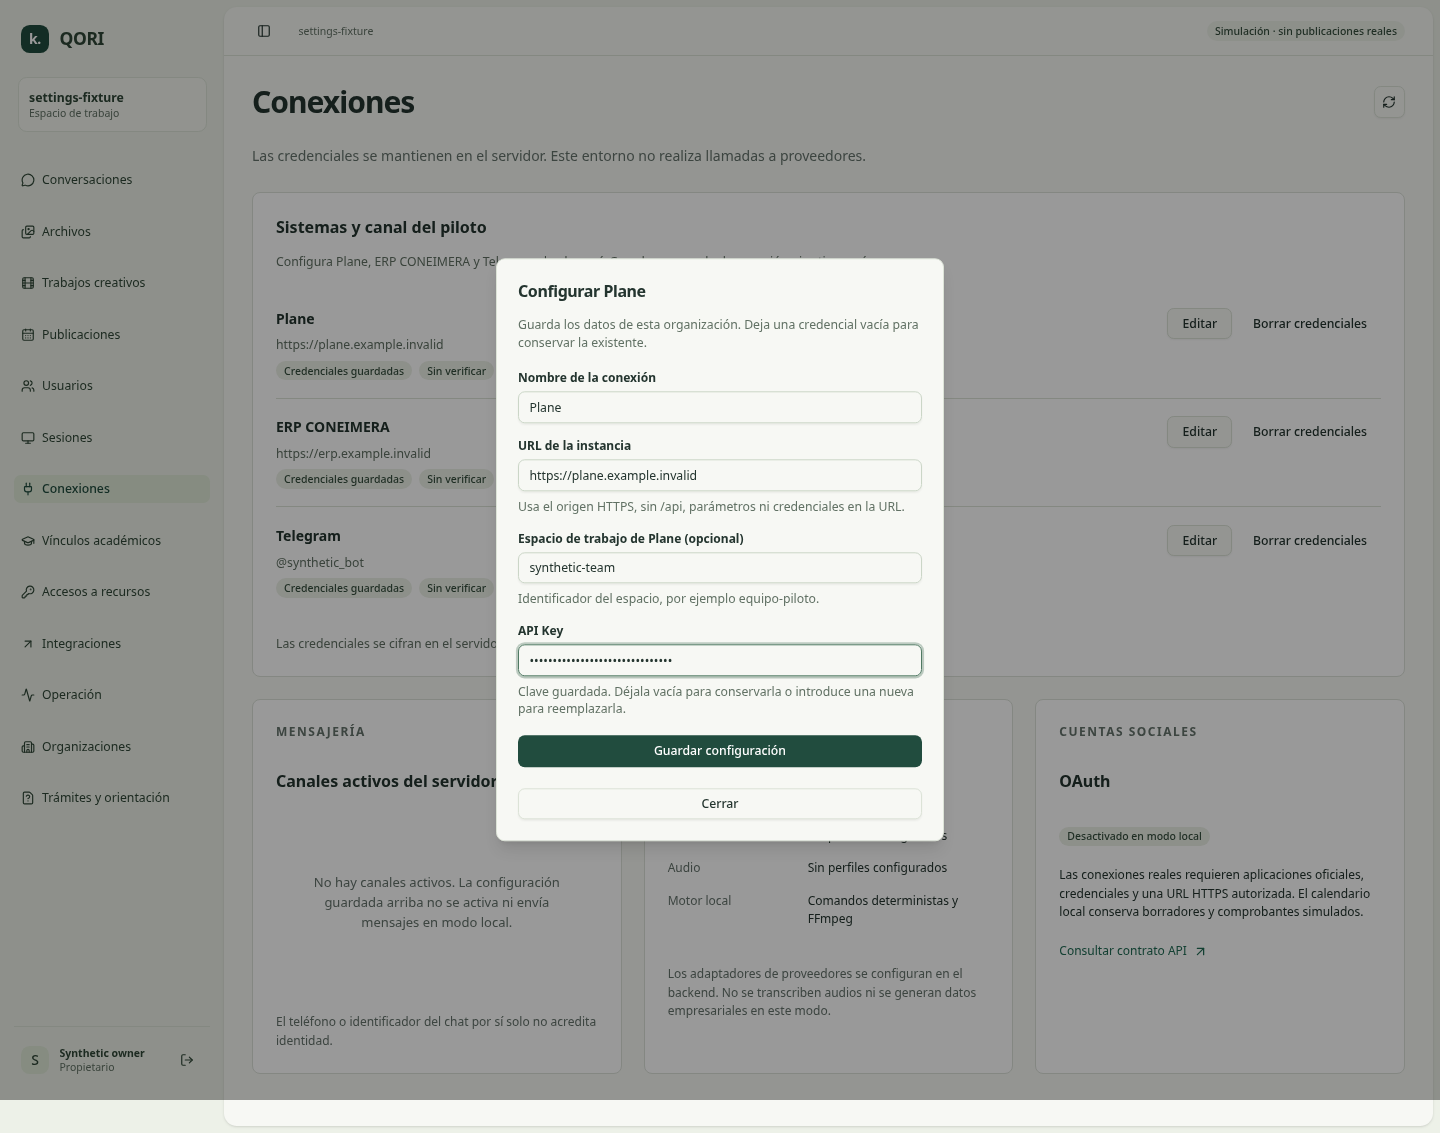 k. QORI
settings-fixture
Espacio de trabajo
Conversaciones
Archivos
Trabajos creativos
Publicaciones
Usuarios
Sesiones
Conexiones
Vínculos académicos
Accesos a recursos
Integraciones
Operación
Organizaciones
Trámites y orientación
S
Synthetic owner
Propietario
settings-fixture
Simulación · sin publicaciones reales
Conexiones
Las credenciales se mantienen en el servidor. Este entorno no realiza llamadas a proveedores.
Sistemas y canal del piloto
Configura Plane, ERP CONEIMERA y
Plane
https://plane.example.invalid
Credenciales guardadas Sin verificar
Editar Borrar credenciales
ERP CONEIMERA
https://erp.example.invalid
Credenciales guardadas Sin verificar
Editar Borrar credenciales
Telegram
@synthetic_bot
Credenciales guardadas Sin verificar
Editar Borrar credenciales
Las credenciales se cifran en el
Configurar Plane
Guarda los datos de esta organización. Deja una credencial vacía para
conservar la existente.
Nombre de la conexión
Plane
URL de la instancia
https://plane.example.invalid
Usa el origen HTTPS, sin /api, parámetros ni credenciales en la URL.
Espacio de trabajo de Plane (opcional)
synthetic-team
Identificador del espacio, por ejemplo equipo-piloto.
API Key
•••••••••••••••••••••••••••••••
Clave guardada. Déjala vacía para conservarla o introduce una nueva
para reemplazarla.
Guardar configuración
Cerrar
MENSAJERÍA
Canales activos del servidor
No hay canales activos. La configuración
guardada arriba no se activa ni envía
mensajes en modo local.
El teléfono o identificador del chat por sí solo no acredita
identidad.
Audio Sin perfiles configurados
Motor local Comandos deterministas y
FFmpeg
Los adaptadores de proveedores se configuran en el
backend. No se transcriben audios ni se generan datos
empresariales en este modo.
CUENTAS SOCIALES
OAuth
Desactivado en modo local
Las conexiones reales requieren aplicaciones oficiales,
credenciales y una URL HTTPS autorizada. El calendario
local conserva borradores y comprobantes simulados.
Consultar contrato API